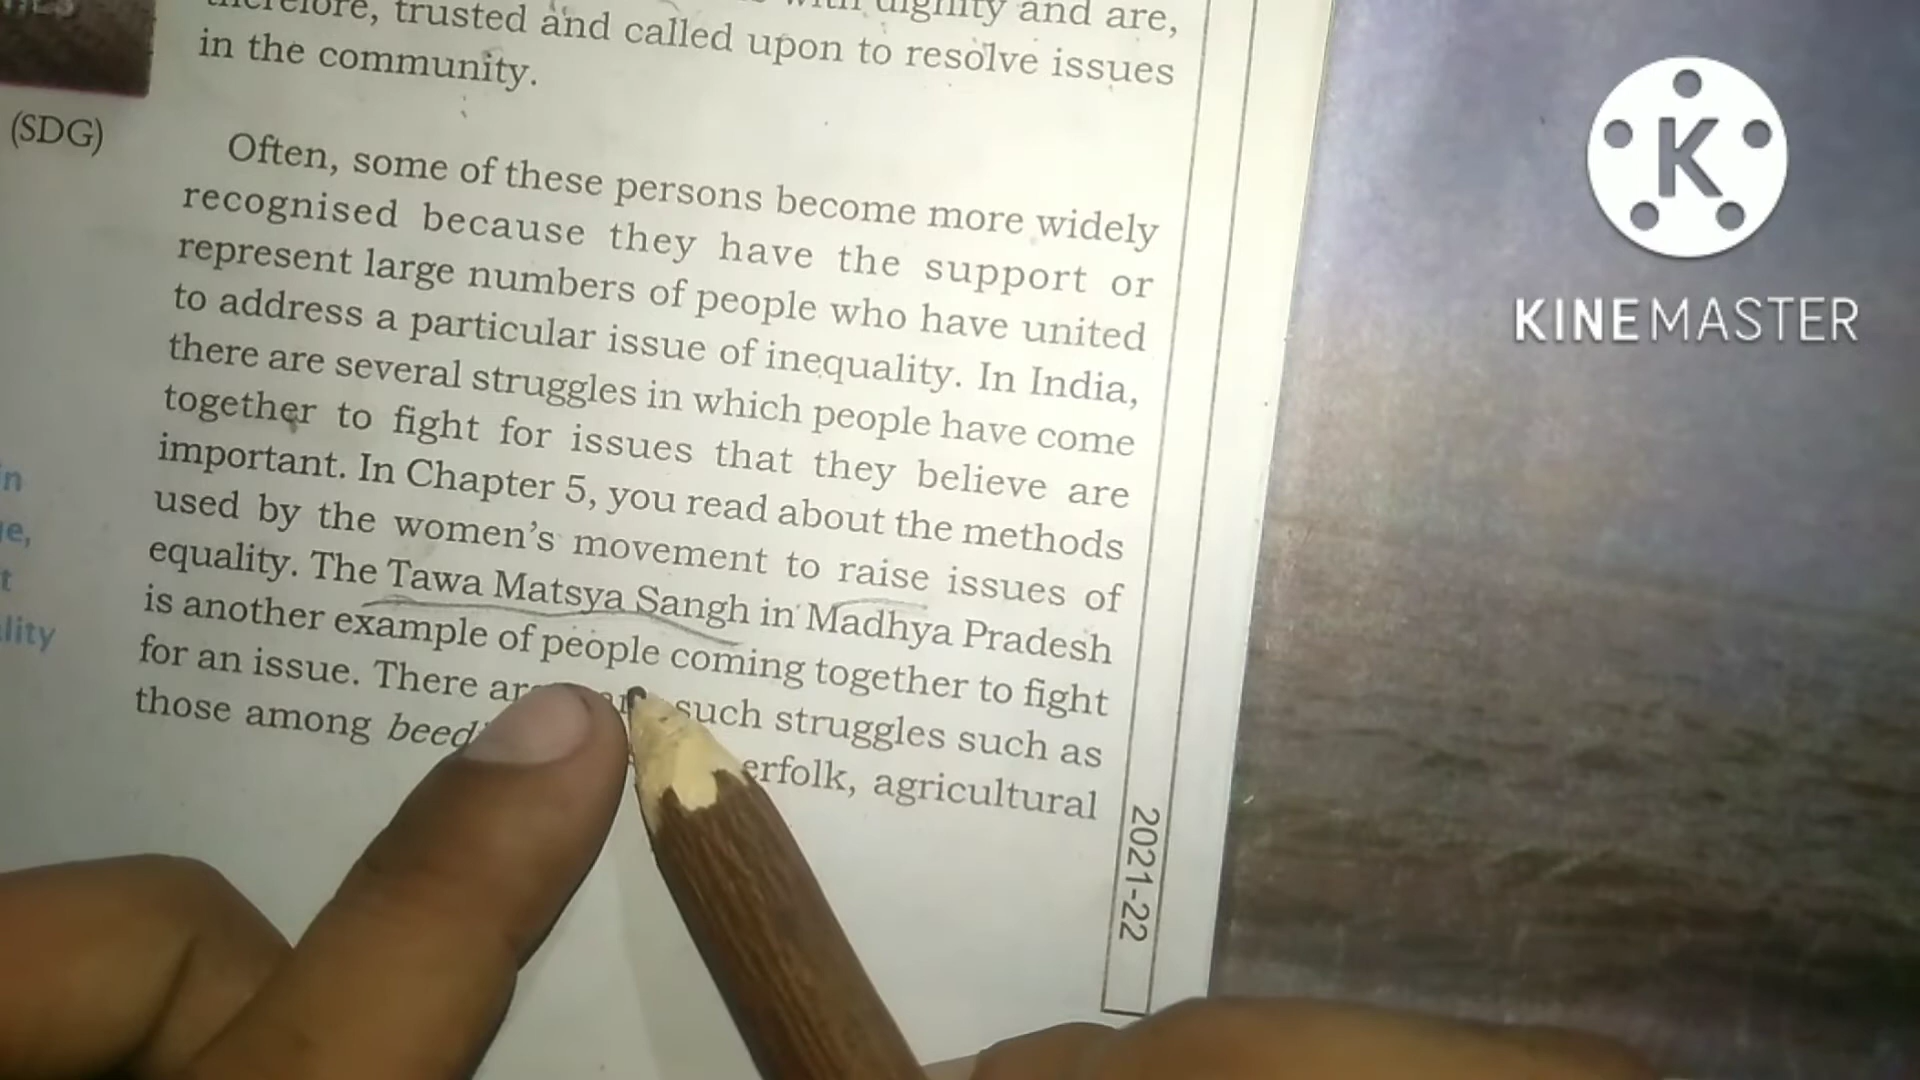 therefore, trusted and called upon to resolve issues
in the community.
(SDG)
Often, some of these persons become more widely
recognised because they have the support or
represent large numbers of people who have united
to address a particular issue of inequality. In India,
there are several struggles in which people have come
together to fight for issues that they believe are
important. In Chapter 5, you read about the methods
used by the women's movement to raise issues of
equality. The Tawa Matsya Sangh in Madhya Pradesh
is another example of people coming together to fight
for an issue. There such struggles such as
those among agricultural
2021-22
K
KINEMASTER